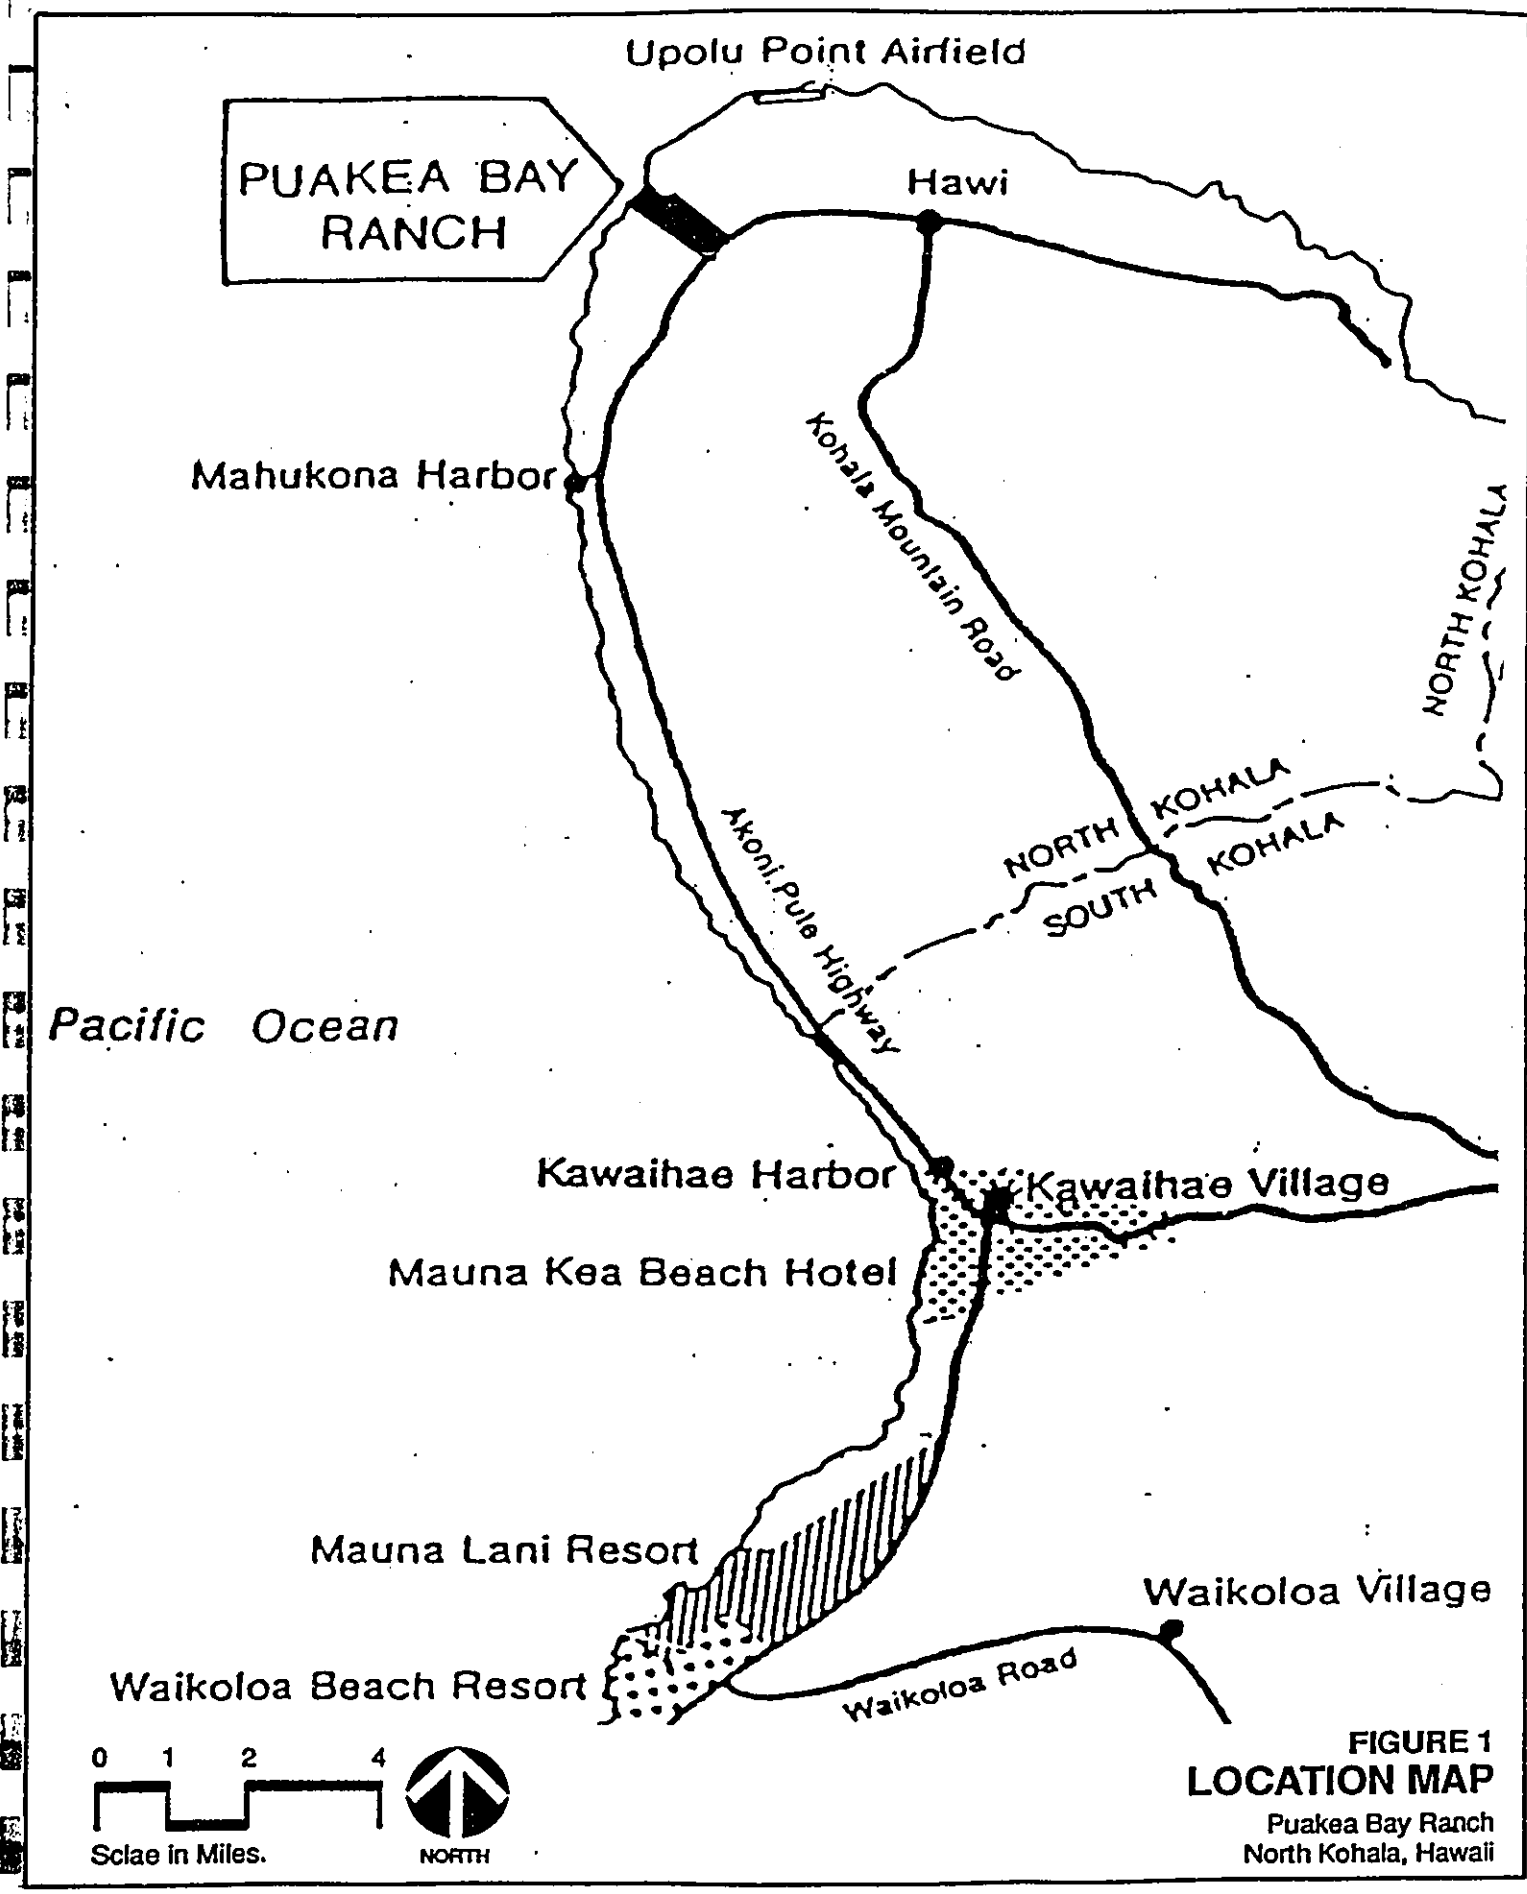 Upolu Point Airfield
PUAKEA BAY
RANCH
Hawi
Mahukona Harbor
Kohala Mountain Road
NORTH KOHALA
NORTH KOHALA
SOUTH KOHALA
Akoni Pule Highway
Pacific Ocean
Kawaihae Harbor
Kawaihae Village
Mauna Kea Beach Hotel
Mauna Lani Resort
Waikoloa Village
Waikoloa Beach Resort
Waikoloa Road
0 1 2 4
Sclae in Miles.
NORTH
FIGURE 1
LOCATION MAP
Puakea Bay Ranch
North Kohala, Hawaii